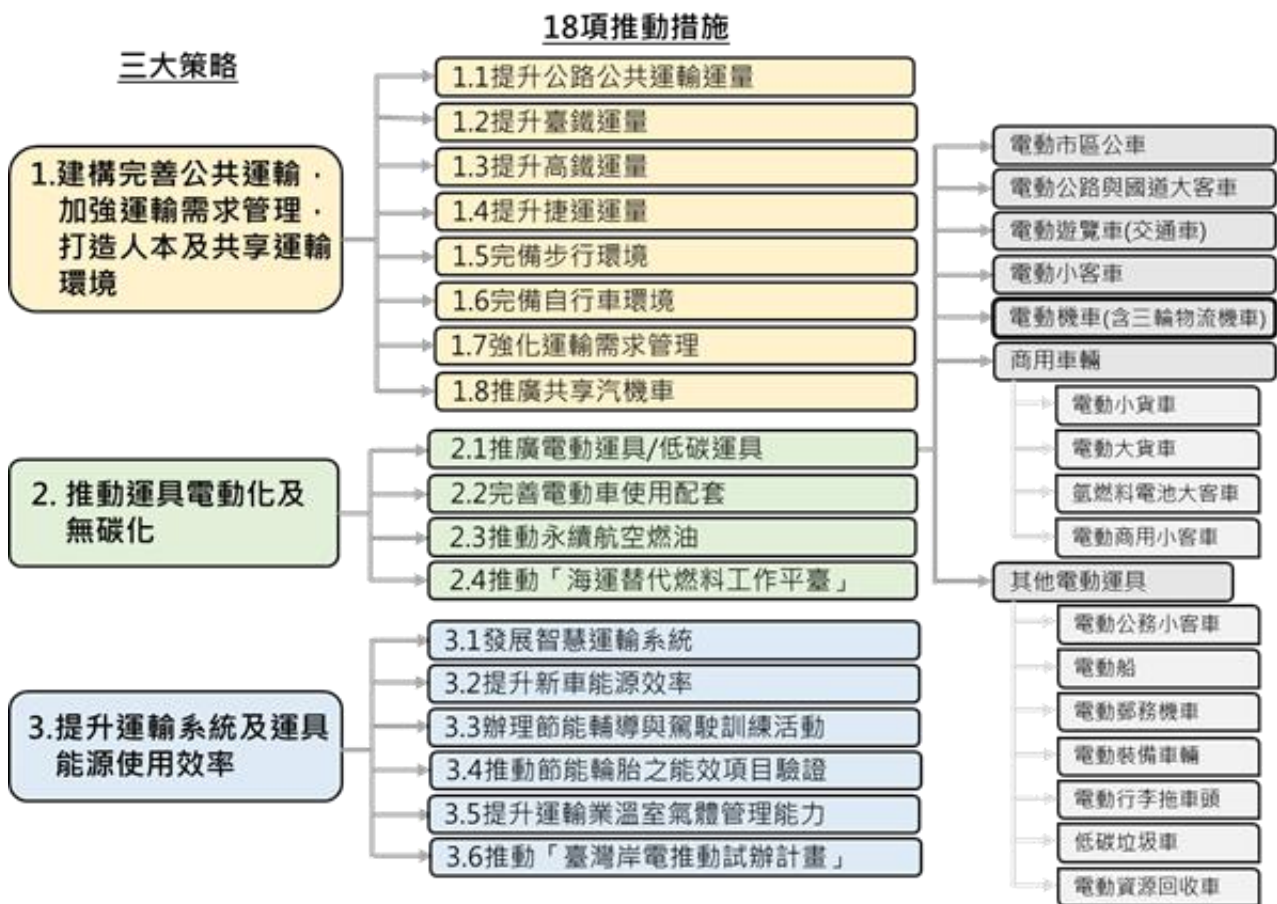 18項推動措施
三大策略
1.建構完善公共運輸，
加強運輸需求管理，
打造人本及共享運輸
環境
1.1提升公路公共運輸運量
1.2提升臺鐵運量
1.3提升高鐵運量
1.4提升捷運運量
1.5完備步行環境
1.6完備自行車環境
1.7強化運輸需求管理
1.8推廣共享汽機車
2. 推動運具電動化及
無碳化
2.1推廣電動運具/低碳運具
2.2完善電動車使用配套
2.3推動永續航空燃油
2.4推動「海運替代燃料工作平臺」
3.提升運輸系統及運具
能源使用效率
3.1發展智慧運輸系統
3.2提升新車能源效率
3.3辦理節能輔導與駕駛訓練活動
3.4推動節能輪胎之能效項目驗證
3.5提升運輸業溫室氣體管理能力
3.6推動「臺灣岸電推動試辦計畫」
電動市區公車
電動公路與國道大客車
電動遊覽車(交通車)
電動小客車
電動機車(含三輪物流機車)
商用車輛
電動小貨車
電動大貨車
氫燃料電池大客車
電動商用小客車
其他電動運具
電動公務小客車
電動船
電動郵務機車
電動裝備車輛
電動行李拖車頭
低碳垃圾車
電動資源回收車